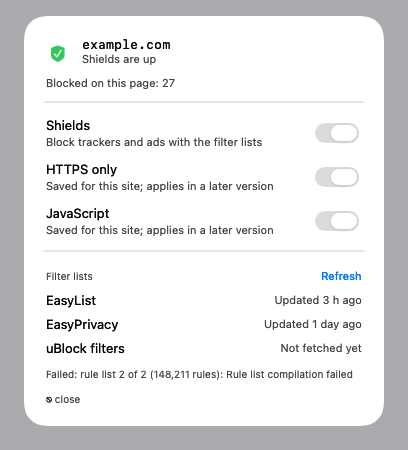 example.com
Shields are up
Blocked on this page: 27
Shields
Block trackers and ads with the filter lists
HTTPS only
Saved for this site; applies in a later version
JavaScript
Saved for this site; applies in a later version
Filter lists Refresh
EasyList Updated 3 h ago
EasyPrivacy Updated 1 day ago
uBlock filters Not fetched yet
Failed: rule list 2 of 2 (148,211 rules): Rule list compilation failed
close